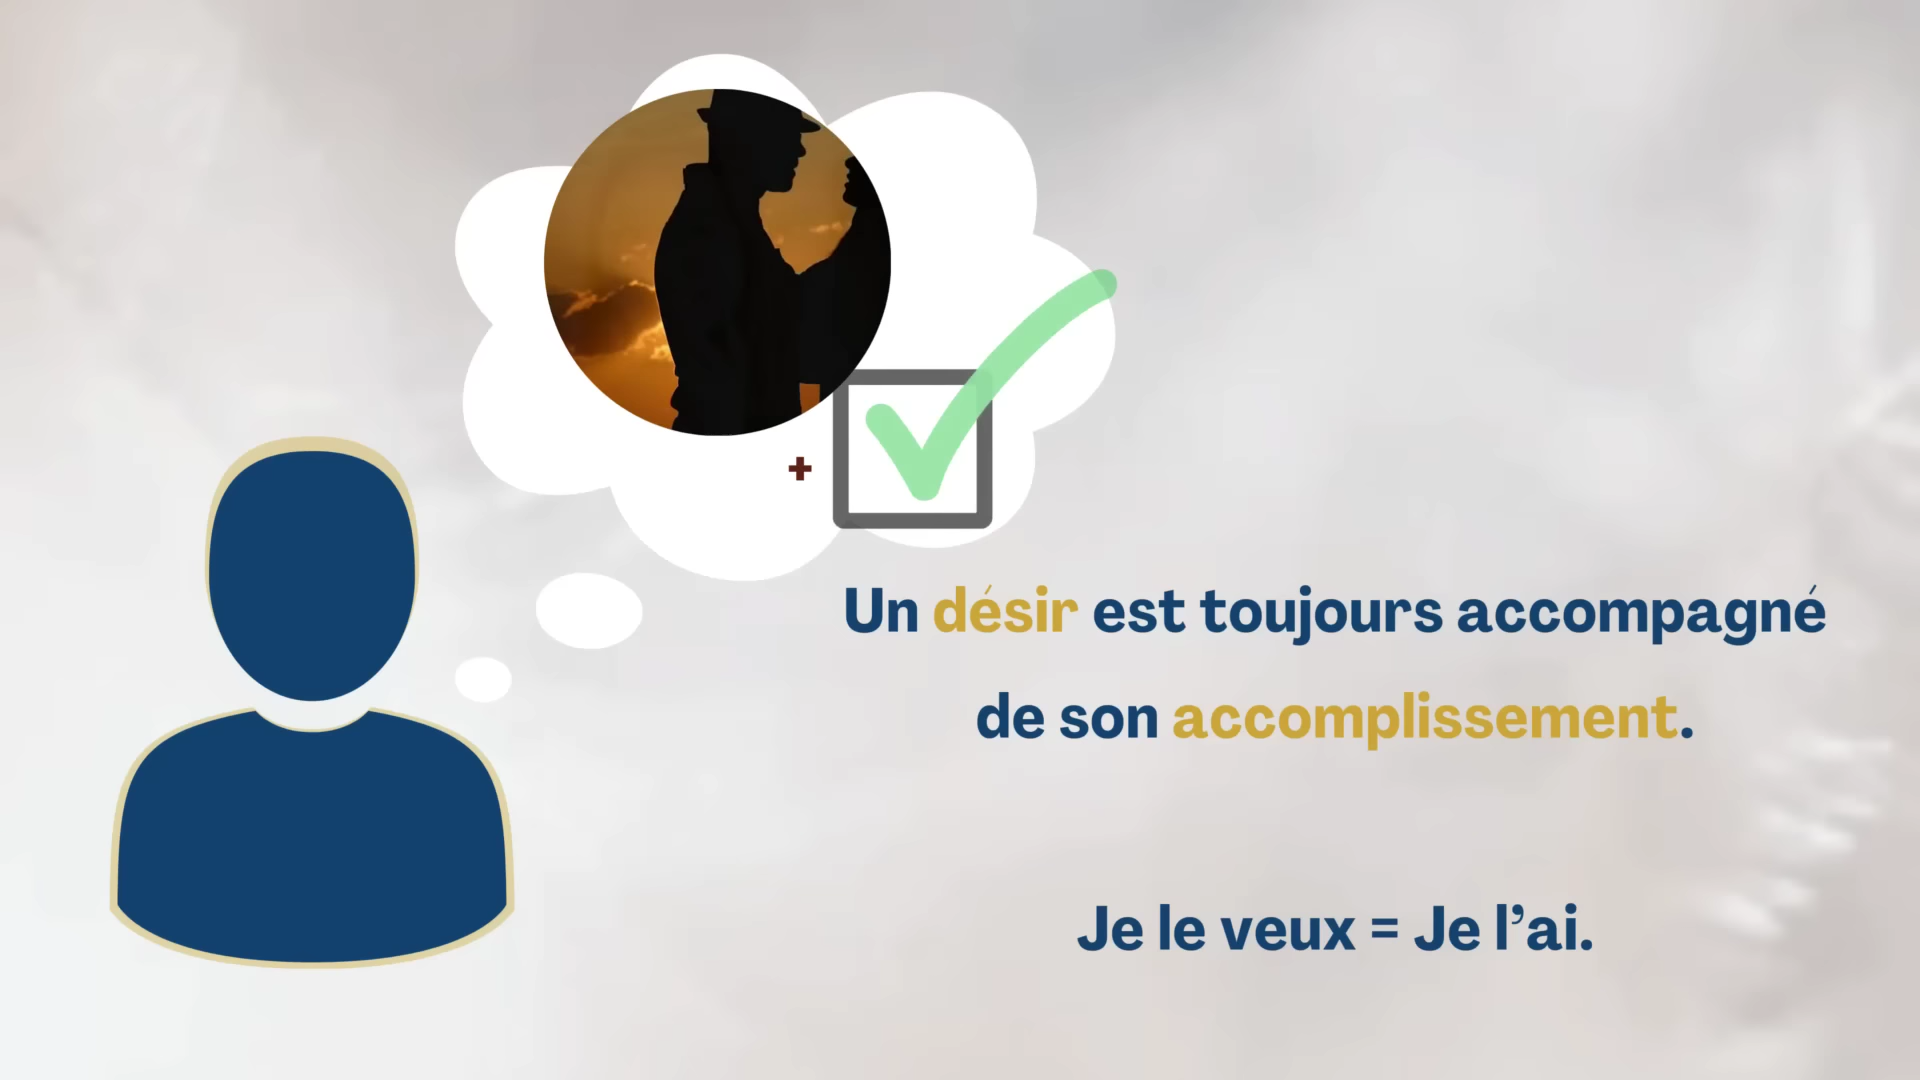 Un désir est toujours accompagné
de son accomplissement.
Je le veux = Je l’ai.